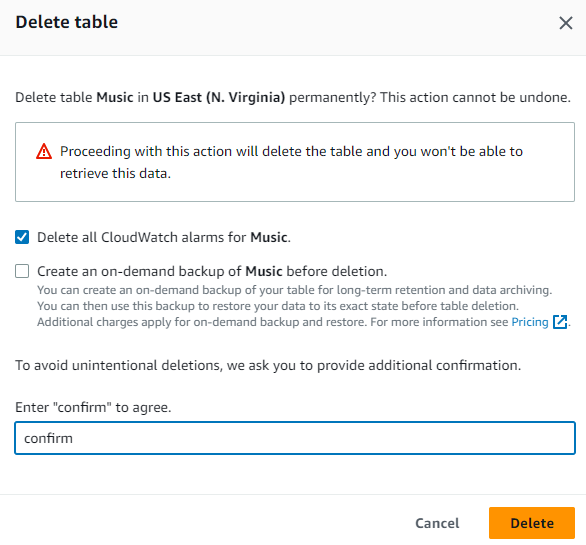 Delete table
Delete table Music in US East (N. Virginia) permanently? This action cannot be undone.
Proceeding with this action will delete the table and you won't be able to
retrieve this data.
Delete all CloudWatch alarms for Music.
Create an on-demand backup of Music before deletion.
You can create an on-demand backup of your table for long-term retention and data archiving.
You can then use this backup to restore your data to its exact state before table deletion.
Additional charges apply for on-demand backup and restore. For more information see Pricing.
To avoid unintentional deletions, we ask you to provide additional confirmation.
Enter "confirm" to agree.
confirm
Cancel Delete